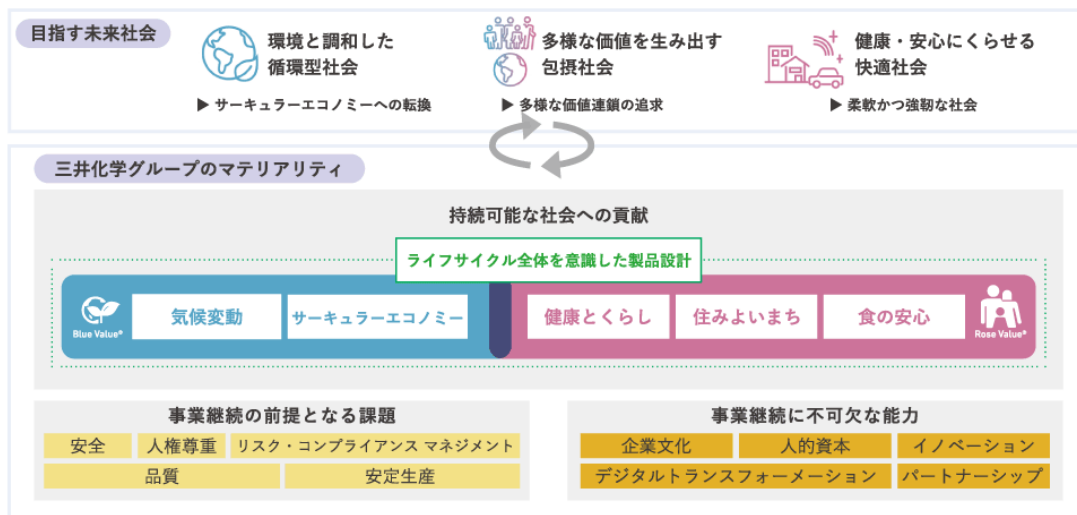 目指す未来社会
環境と調和した
循環型社会
▶ サーキュラーエコノミーへの転換
多様な価値を生み出す
包摂社会
▶ 多様な価値連鎖の追求
健康・安心にくらせる
快適社会
▶ 柔軟かつ強靭な社会
三井化学グループのマテリアリティ
持続可能な社会への貢献
ライフサイクル全体を意識した製品設計
Blue Value®
気候変動
サーキュラーエコノミー
健康とくらし
住みよいまち
食の安心
Rose Value®
事業継続の前提となる課題
安全
人権尊重
リスク・コンプライアンス マネジメント
品質
安定生産
事業継続に不可欠な能力
企業文化
人的資本
イノベーション
デジタルトランスフォーメーション
パートナーシップ